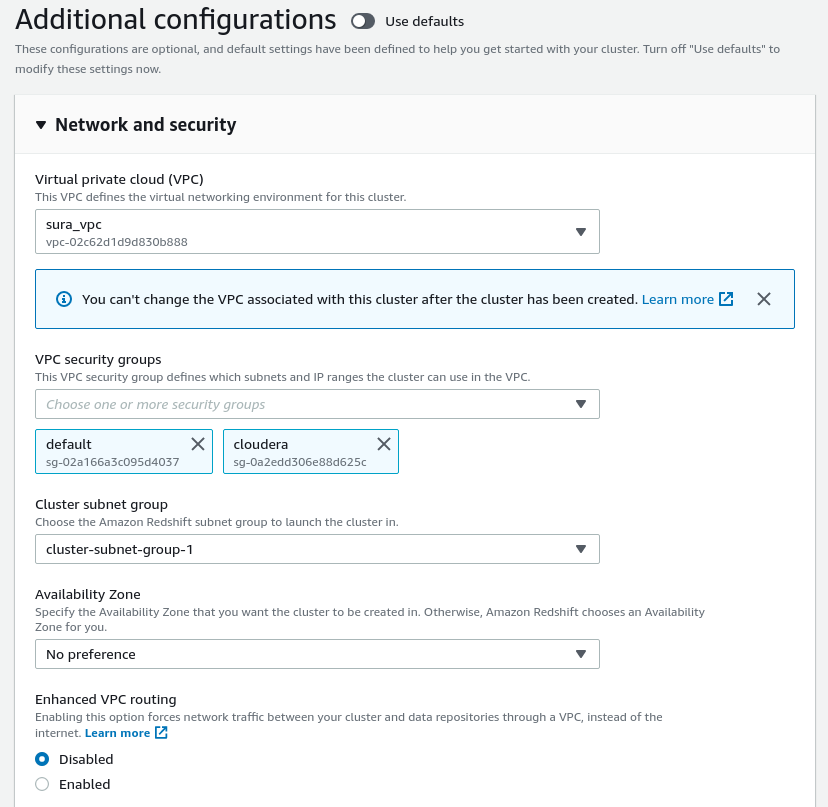 Additional configurations Use defaults
These configurations are optional, and default settings have been defined to help you get started with your cluster. Turn off "Use defaults" to
modify these settings now.
Network and security
Virtual private cloud (VPC)
This VPC defines the virtual networking environment for this cluster.
sura_vpc
vpc-02c62d1d9d830b888
You can't change the VPC associated with this cluster after the cluster has been created. Learn more
VPC security groups
This VPC security group defines which subnets and IP ranges the cluster can use in the VPC.
Choose one or more security groups
default
sg-02a166a3c095d4037
cloudera
sg-0a2edd306e88d625c
Cluster subnet group
Choose the Amazon Redshift subnet group to launch the cluster in.
cluster-subnet-group-1
Availability Zone
Specify the Availability Zone that you want the cluster to be created in. Otherwise, Amazon Redshift chooses an Availability
Zone for you.
No preference
Enhanced VPC routing
Enabling this option forces network traffic between your cluster and data repositories through a VPC, instead of the
internet. Learn more
Disabled
Enabled